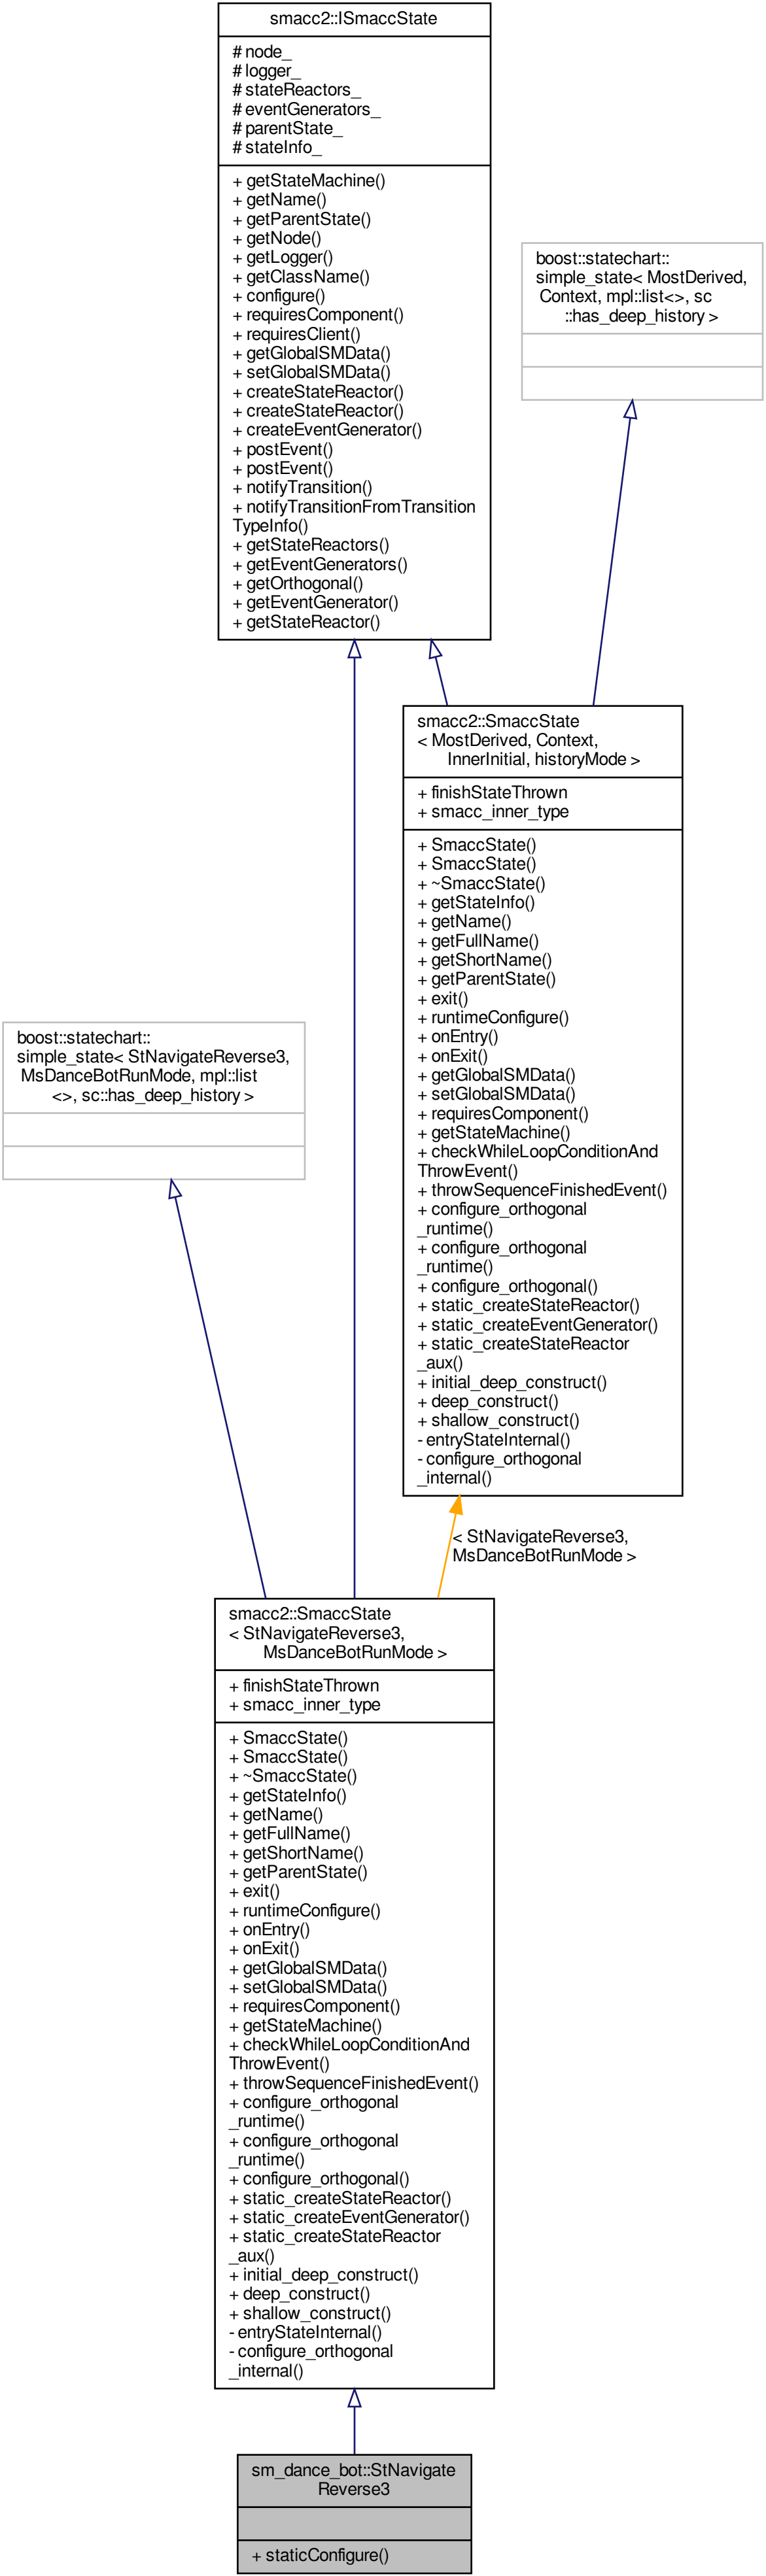 smacc2::ISmaccState
# node_
# logger_
# stateReactors_
# eventGenerators_
# parentState_
# stateInfo_
+ getStateMachine()
+ getName()
+ getParentState()
+ getNode()
+ getLogger()
+ getClassName()
+ configure()
+ requiresComponent()
+ requiresClient()
+ getGlobalSMData()
+ setGlobalSMData()
+ createStateReactor()
+ createStateReactor()
+ createEventGenerator()
+ postEvent()
+ postEvent()
+ notifyTransition()
+ notifyTransitionFromTransition
TypeInfo()
+ getStateReactors()
+ getEventGenerators()
+ getOrthogonal()
+ getEventGenerator()
+ getStateReactor()
boost::statechart::
simple_state< MostDerived,
Context, mpl::list<>, sc
::has_deep_history >
smacc2::SmaccState
< MostDerived, Context,
InnerInitial, historyMode >
+ finishStateThrown
+ smacc_inner_type
+ SmaccState()
+ SmaccState()
+ ~SmaccState()
+ getStateInfo()
+ getName()
+ getFullName()
+ getShortName()
+ getParentState()
+ exit()
+ runtimeConfigure()
+ onEntry()
+ onExit()
+ getGlobalSMData()
+ setGlobalSMData()
+ requiresComponent()
+ getStateMachine()
+ checkWhileLoopConditionAnd
ThrowEvent()
+ throwSequenceFinishedEvent()
+ configure_orthogonal
_runtime()
+ configure_orthogonal
_runtime()
+ configure_orthogonal()
+ static_createStateReactor()
+ static_createEventGenerator()
+ static_createStateReactor
_aux()
+ initial_deep_construct()
+ deep_construct()
+ shallow_construct()
- entryStateInternal()
- configure_orthogonal
_internal()
boost::statechart::
simple_state< StNavigateReverse3,
MsDanceBotRunMode, mpl::list
<>, sc::has_deep_history >
< StNavigateReverse3,
MsDanceBotRunMode >
smacc2::SmaccState
< StNavigateReverse3,
MsDanceBotRunMode >
+ finishStateThrown
+ smacc_inner_type
+ SmaccState()
+ SmaccState()
+ ~SmaccState()
+ getStateInfo()
+ getName()
+ getFullName()
+ getShortName()
+ getParentState()
+ exit()
+ runtimeConfigure()
+ onEntry()
+ onExit()
+ getGlobalSMData()
+ setGlobalSMData()
+ requiresComponent()
+ getStateMachine()
+ checkWhileLoopConditionAnd
ThrowEvent()
+ throwSequenceFinishedEvent()
+ configure_orthogonal
_runtime()
+ configure_orthogonal
_runtime()
+ configure_orthogonal()
+ static_createStateReactor()
+ static_createEventGenerator()
+ static_createStateReactor
_aux()
+ initial_deep_construct()
+ deep_construct()
+ shallow_construct()
- entryStateInternal()
- configure_orthogonal
_internal()
sm_dance_bot::StNavigate
Reverse3
+ staticConfigure()